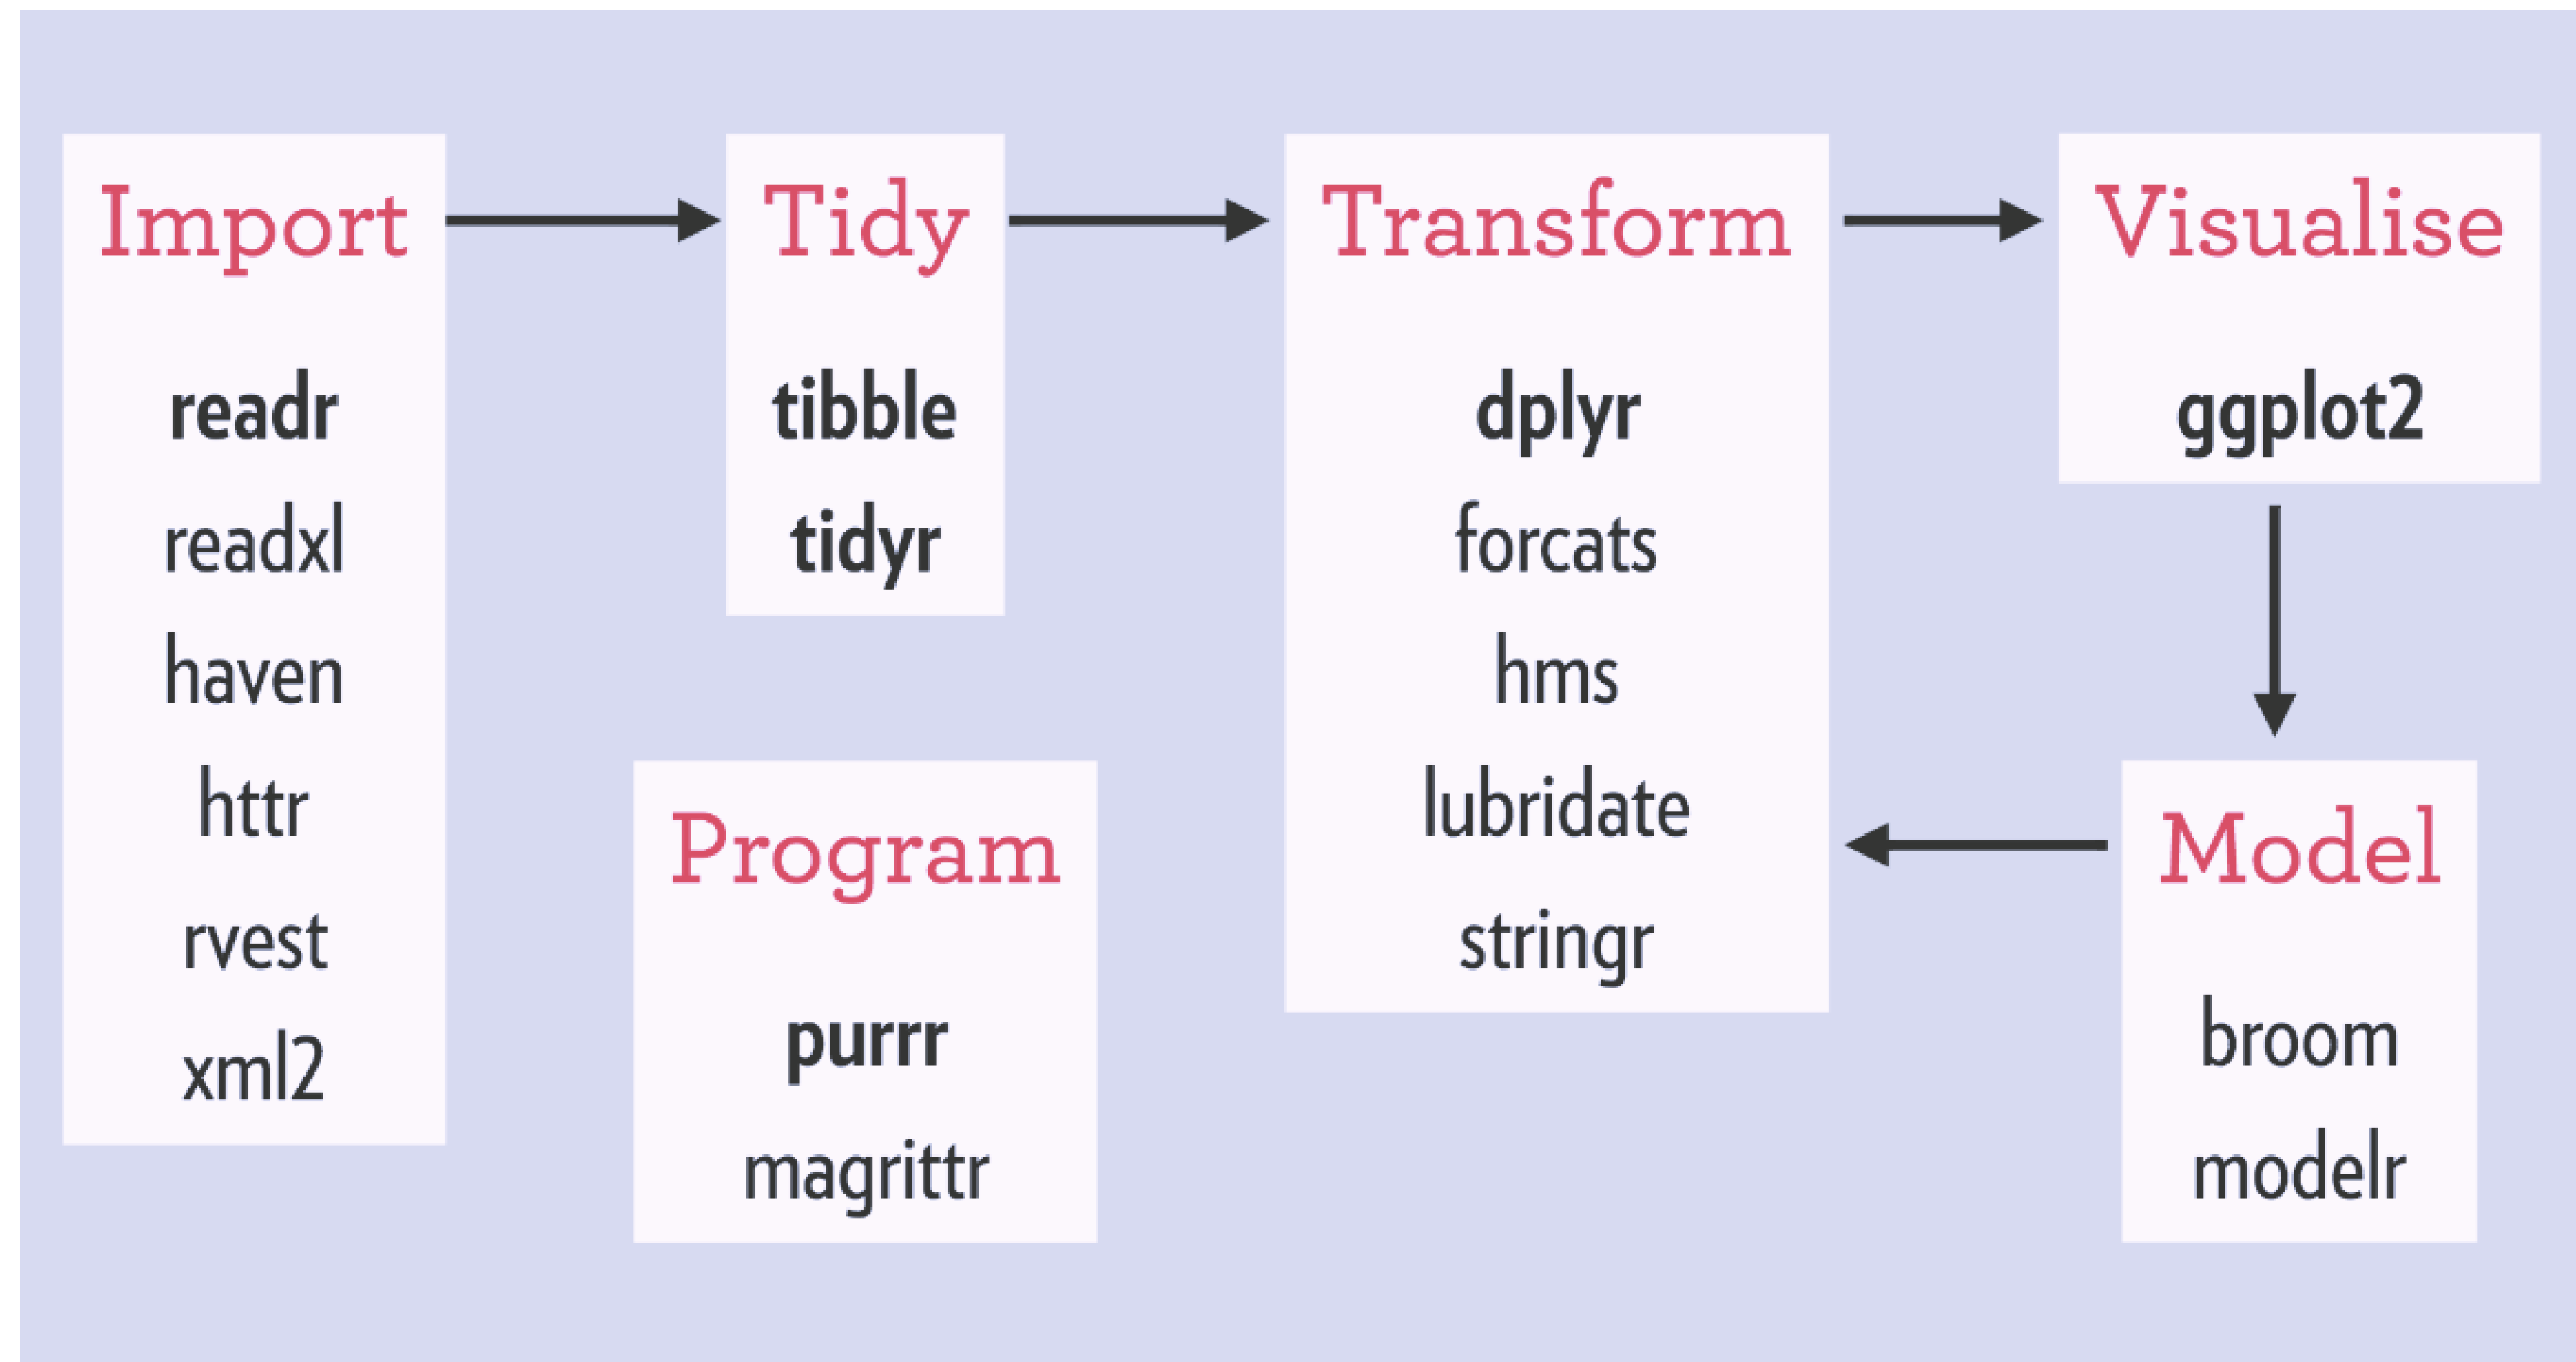 Import
readr
readxl
haven
httr
rvest
xml2
Tidy
tibble
tidyr
Program
purrr
magrittr
Transform
dplyr
forcats
hms
lubridate
stringr
Visualise
ggplot2
Model
broom
modelr